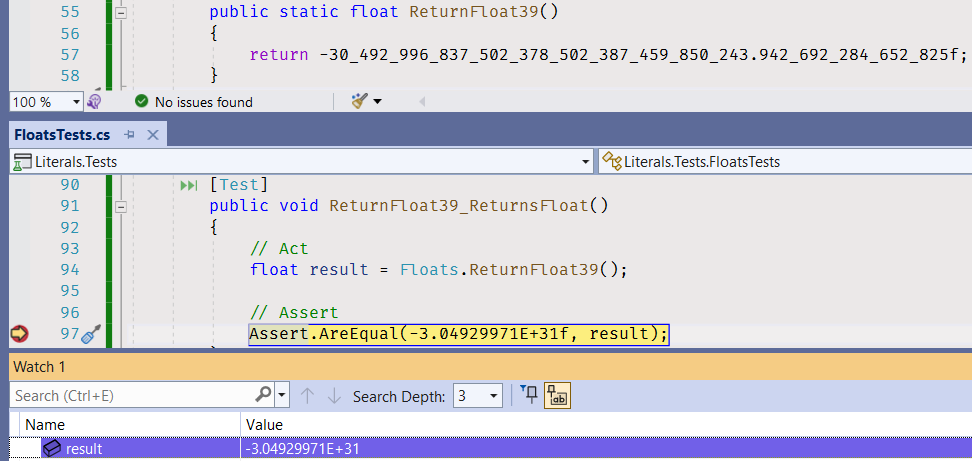 55 public static float ReturnFloat39()
56 {
57 return -30_492_996_837_502_378_502_387_459_850_243.942_692_284_652_825f;
58 }
100 % No issues found
FloatsTests.cs
Literals.Tests Literals.Tests.FloatsTests
90 [Test]
91 public void ReturnFloat39_ReturnsFloat()
92 {
93 // Act
94 float result = Floats.ReturnFloat39();
95
96 // Assert
97 Assert.AreEqual(-3.04929971E+31f, result);
Watch 1
Search (Ctrl+E) Search Depth: 3 ab
Name Value
result -3.04929971E+31